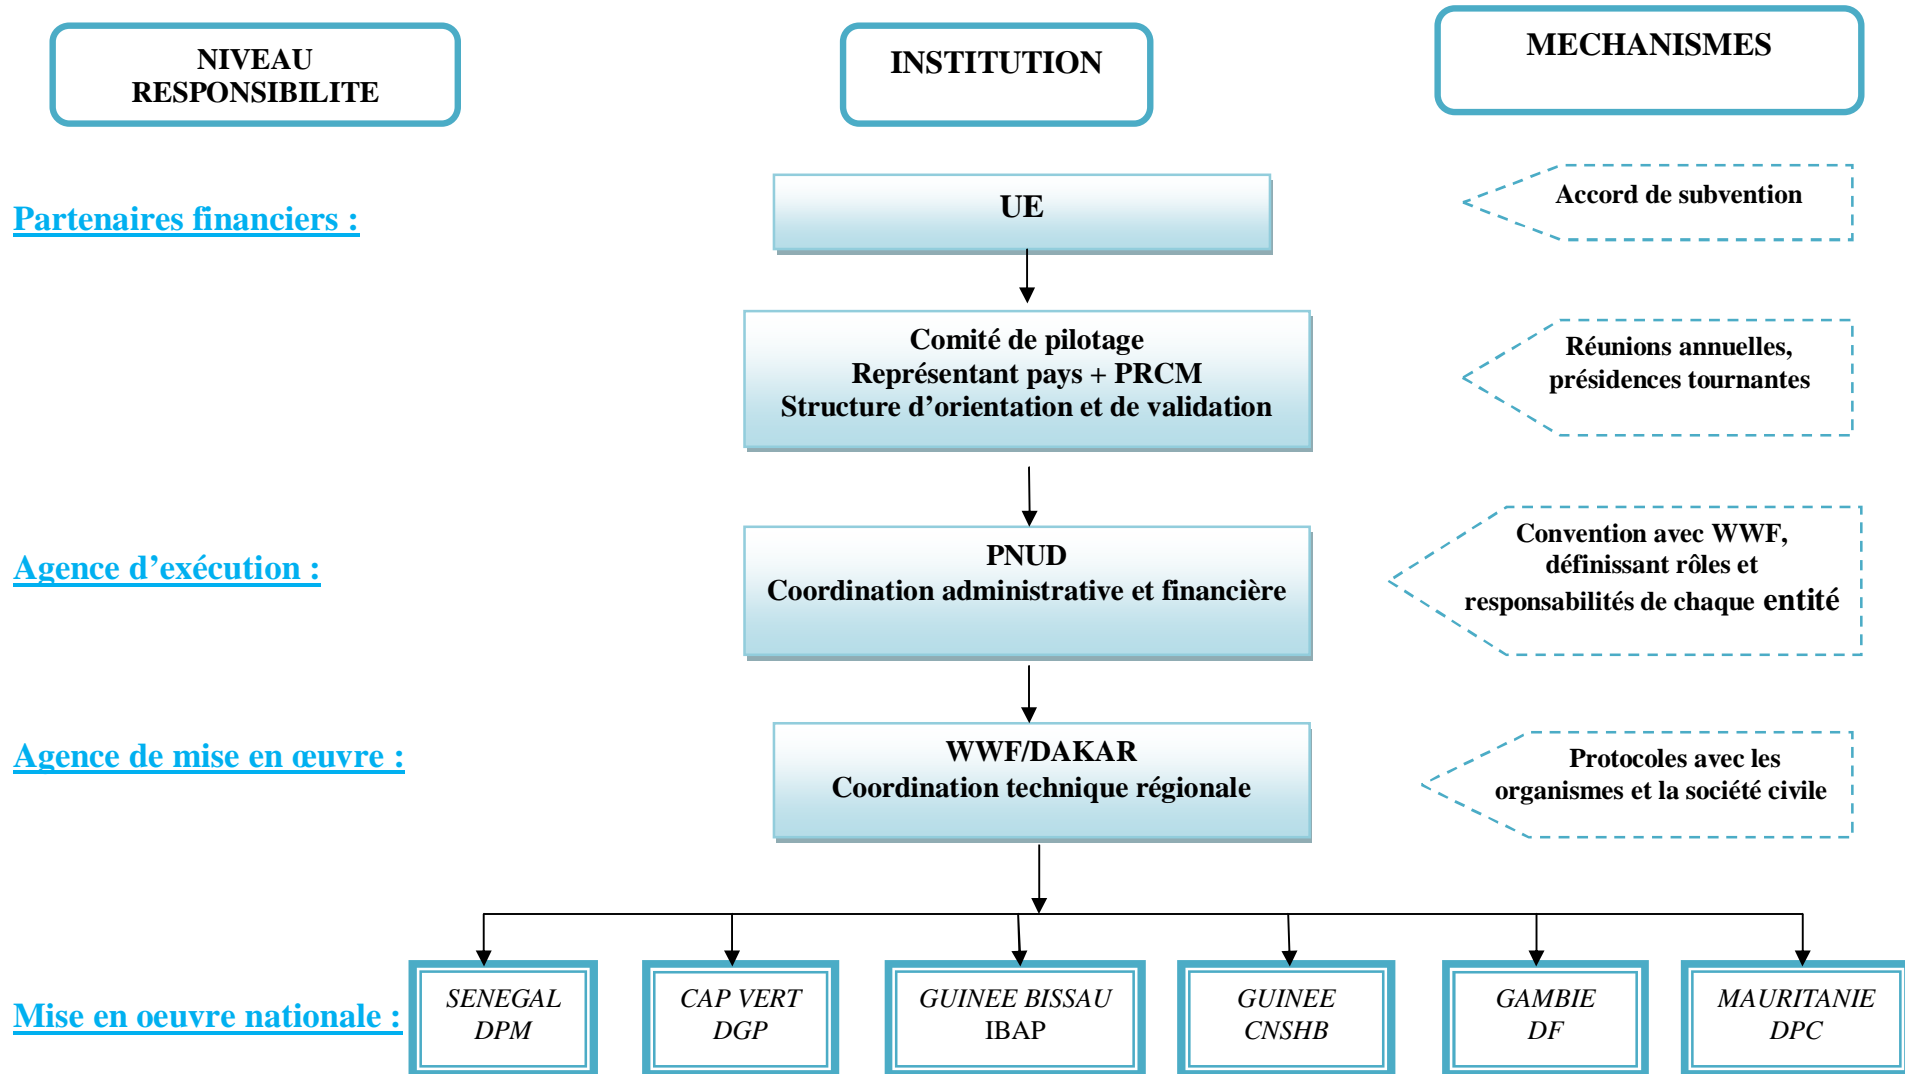 NIVEAU
RESPONSIBILITE
INSTITUTION
MECHANISMES
Partenaires financiers :
UE
Accord de subvention
Comité de pilotage
Représentant pays + PRCM
Structure d’orientation et de validation
Réunions annuelles,
présidences tournantes
Agence d’exécution :
PNUD
Coordination administrative et financière
Convention avec WWF,
définissant rôles et
responsabilités de chaque entité
Agence de mise en œuvre :
WWF/DAKAR
Coordination technique régionale
Protocoles avec les
organismes et la société civile
Mise en oeuvre nationale :
SENEGAL
DPM
CAP VERT
DGP
GUINEE BISSAU
IBAP
GUINEE
CNSHB
GAMBIE
DF
MAURITANIE
DPC